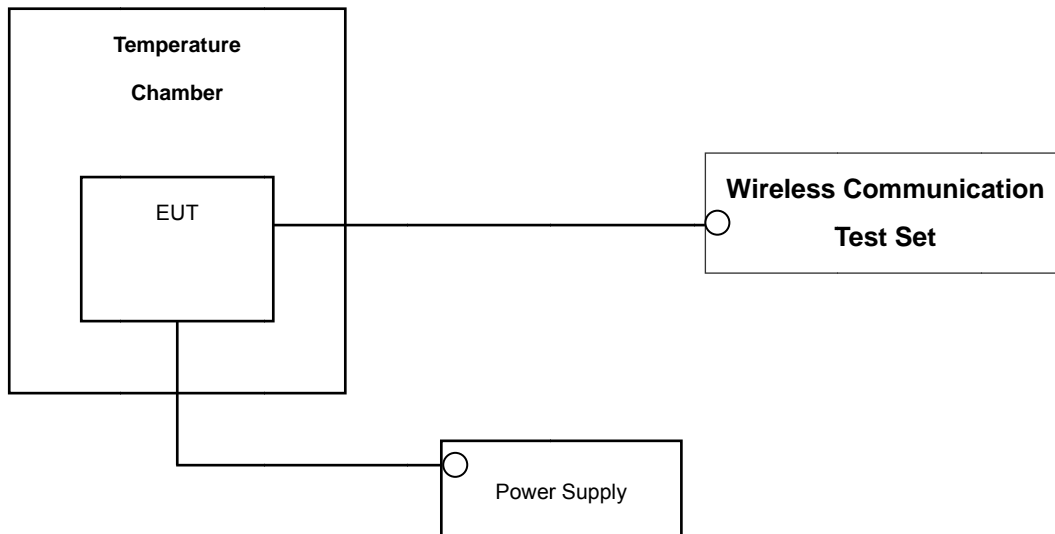 Temperature
Chamber
EUT
Wireless Communication
Test Set
Power Supply